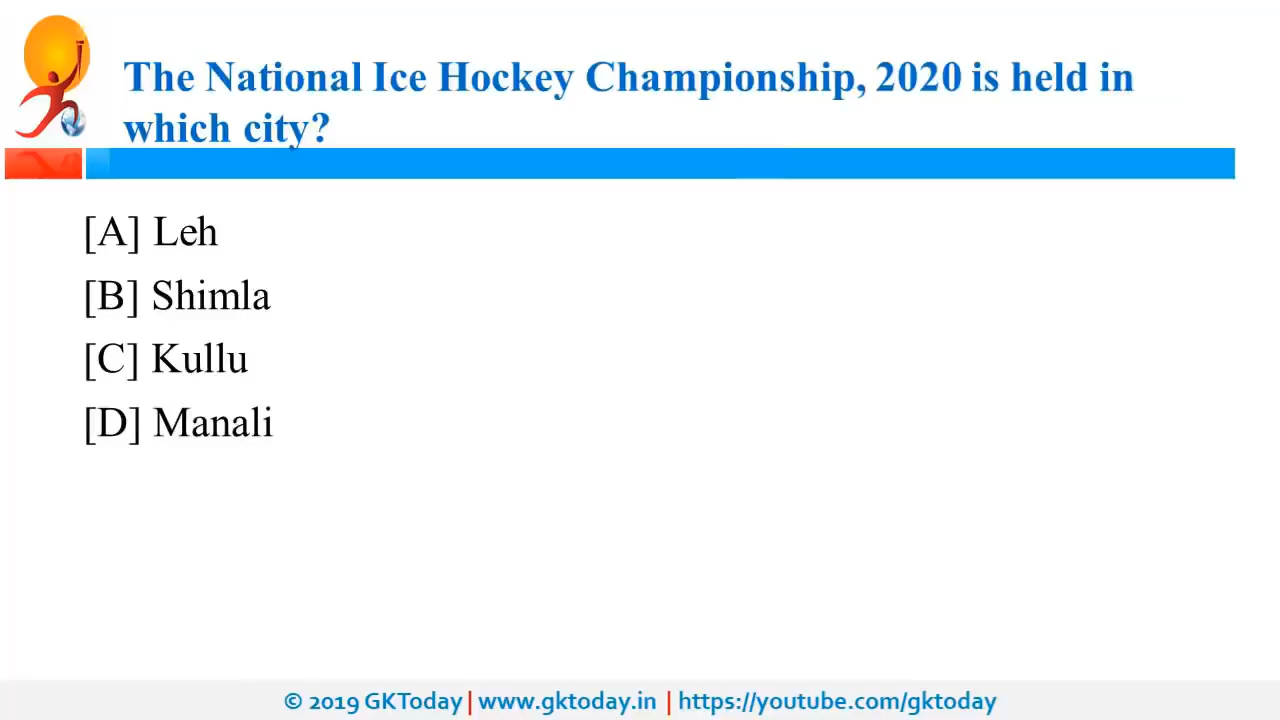 The National Ice Hockey Championship, 2020 is held in
which city?
[A] Leh
[B] Shimla
[C] Kullu
[D] Manali
© 2019 GKToday | www.gktoday.in | https://youtube.com/gktoday